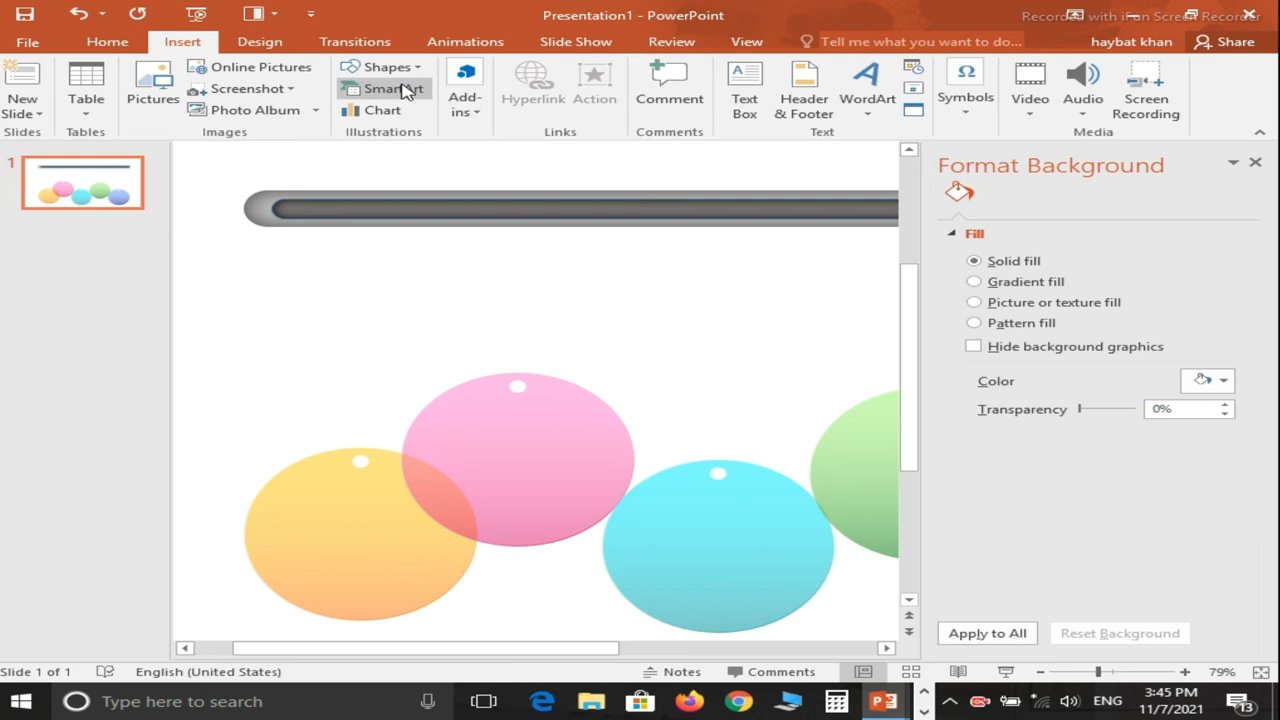 Presentation1 - PowerPoint
Recorded with iFun Screen Recorder
File
Home
Insert
Design
Transitions
Animations
Slide Show
Review
View
Tell me what you want to do...
haybat khan
Share
New
Slide
Slides
Table
Tables
Pictures
Online Pictures
Screenshot
Photo Album
Images
Shapes
SmartArt
Chart
Illustrations
Add-
ins
Hyperlink
Action
Links
Comment
Comments
Text
Box
Header
& Footer
WordArt
Text
Symbols
Video
Audio
Screen
Recording
Media
1
Format Background
Fill
Solid fill
Gradient fill
Picture or texture fill
Pattern fill
Hide background graphics
Color
Transparency
0%
Apply to All
Reset Background
Slide 1 of 1
English (United States)
Notes
Comments
79%
Type here to search
ENG
3:45 PM
11/7/2021
13